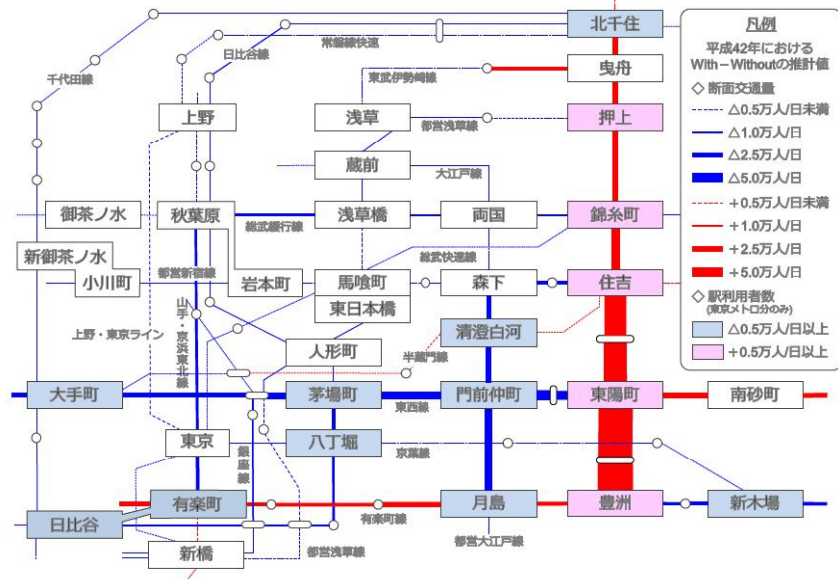 北千住
日比谷線
常磐線快速
千代田線
東武伊勢崎線
曳舟
上野
浅草
都営浅草線
押上
蔵前
大江戸線
御茶ノ水
秋葉原
総武緩行線
浅草橋
両国
錦糸町
新御茶ノ水
総武快速線
小川町
都営新宿線
岩本町
馬喰町
森下
住吉
東日本橋
山手・京浜東北線
上野・東京ライン
清澄白河
人形町
半蔵門線
大手町
茅場町
東西線
門前仲町
東陽町
南砂町
東京
銀座線
八丁堀
京葉線
有楽町
有楽町線
月島
豊洲
新木場
日比谷
新橋
都営浅草線
都営大江戸線
凡例
平成42年における
With－Withoutの推計値
◇断面交通量
△0.5万人/日未満
△1.0万人/日
△2.5万人/日
△5.0万人/日
＋0.5万人/日未満
＋1.0万人/日
＋2.5万人/日
＋5.0万人/日
◇駅利用者数
(東京メトロ分のみ)
△0.5万人/日以上
＋0.5万人/日以上